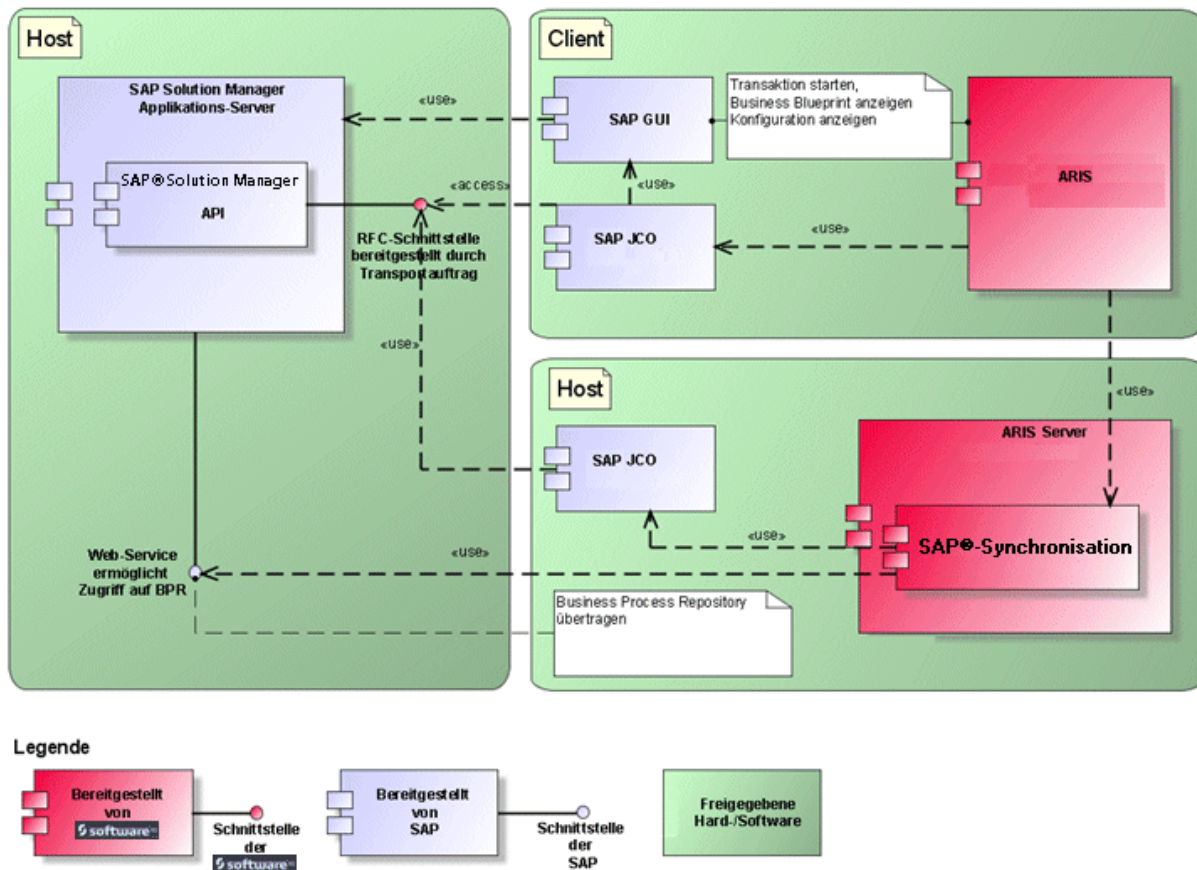 Host
SAP Solution Manager
Applikations-Server
SAP®Solution Manager
API
«use»
«access»
RFC-Schnittstelle
bereitgestellt durch
Transportauftrag
«use»
Web-Service
ermöglicht
Zugriff auf BPR
Client
SAP GUI
Transaktion starten,
Business Blueprint anzeigen
Konfiguration anzeigen
ARIS
«use»
SAP JCO
«use»
«use»
Host
SAP JCO
ARIS Server
SAP®-Synchronisation
«use»
«use»
Business Process Repository
übertragen
Legende
Bereitgestellt
von
software
Schnittstelle
der
software
Bereitgestellt
von
SAP
Schnittstelle
der
SAP
Freigegebene
Hard-/Software